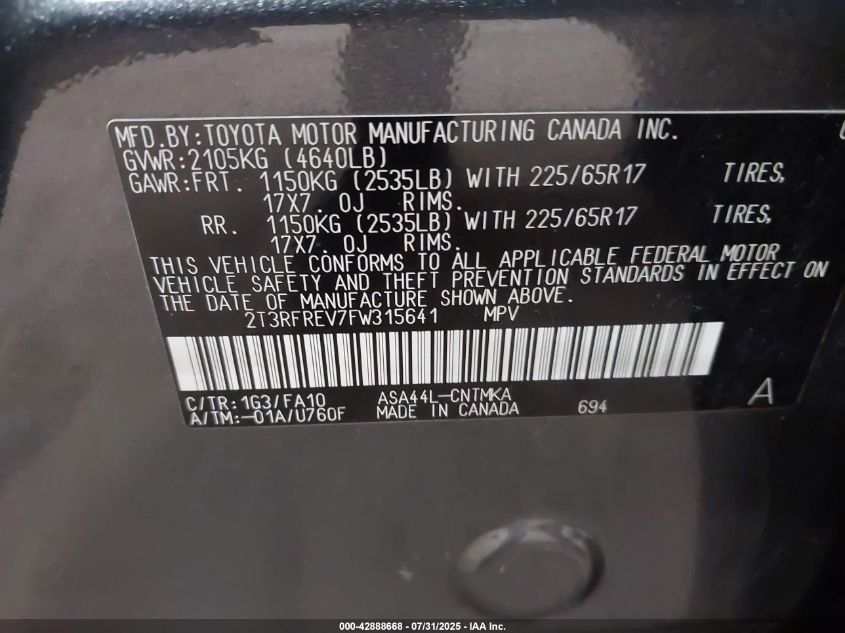 MFD.BY:TOYOTA MOTOR MANUFACTURING CANADA INC.
GVWR:2105KG (4640LB)
GAWR:FRT. 1150KG (2535LB) WITH 225/65R17 TIRES,
17X7.0J RIMS.
RR. 1150KG (2535LB) WITH 225/65R17 TIRES,
17X7.0J RIMS.
THIS VEHICLE CONFORMS TO ALL APPLICABLE FEDERAL MOTOR
VEHICLE SAFETY AND THEFT PREVENTION STANDARDS IN EFFECT ON
THE DATE OF MANUFACTURE SHOWN ABOVE.
2T3RFREV7FW315641 MPV
C/TR:1G3/FA10 ASA44L-CNTMKA
A/TM:-01A/U760F MADE IN CANADA 694
A
000-42888668 - 07/31/2025 - IAA Inc.